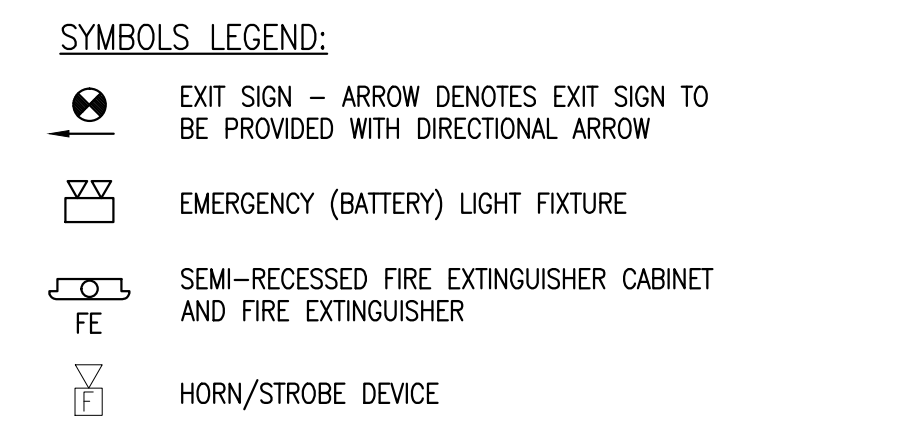 SYMBOLS LEGEND:
EXIT SIGN – ARROW DENOTES EXIT SIGN TO
BE PROVIDED WITH DIRECTIONAL ARROW
EMERGENCY (BATTERY) LIGHT FIXTURE
SEMI–RECESSED FIRE EXTINGUISHER CABINET
AND FIRE EXTINGUISHER
FE
HORN/STROBE DEVICE
F